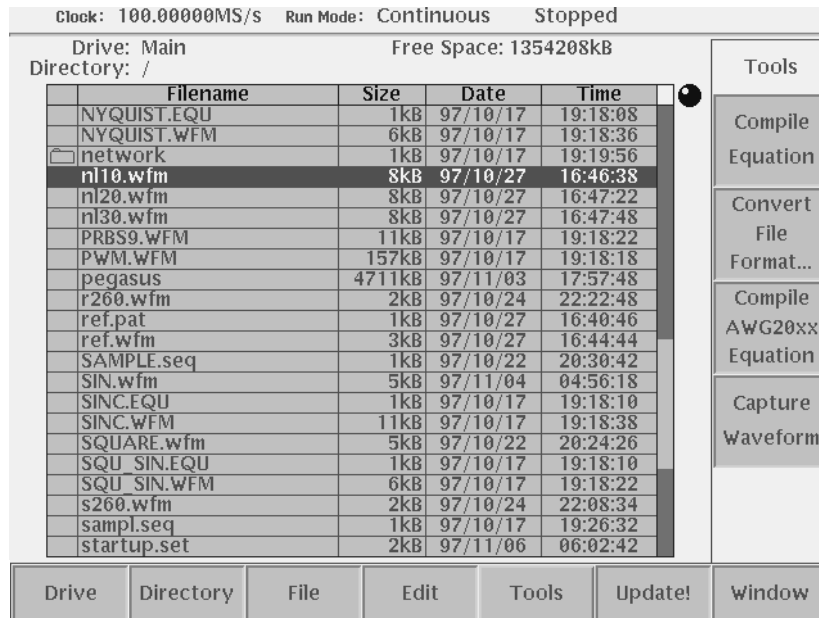 Clock: 100.00000MS/s Run Mode: Continuous Stopped
Drive: Main Free Space: 1354208kB
Directory: /
Filename Size Date Time
NYQUIST.EQU 1kB 97/10/17 19:18:08
NYQUIST.WFM 6kB 97/10/17 19:18:36
network 1kB 97/10/17 19:19:56
nl10.wfm 8kB 97/10/27 16:46:38
nl20.wfm 8kB 97/10/27 16:47:22
nl30.wfm 8kB 97/10/27 16:47:48
PRBS9.WFM 11kB 97/10/17 19:18:22
PWM.WFM 157kB 97/10/17 19:18:18
pegasus 4711kB 97/11/03 17:57:48
r260.wfm 2kB 97/10/24 22:22:48
ref.pat 1kB 97/10/27 16:40:46
ref.wfm 3kB 97/10/27 16:44:44
SAMPLE.seq 1kB 97/10/22 20:30:42
SIN.wfm 5kB 97/11/04 04:56:18
SINC.EQU 1kB 97/10/17 19:18:10
SINC.WFM 11kB 97/10/17 19:18:38
SQUARE.wfm 5kB 97/10/22 20:24:26
SQU_SIN.EQU 1kB 97/10/17 19:18:10
SQU_SIN.WFM 6kB 97/10/17 19:18:22
s260.wfm 2kB 97/10/24 22:08:34
sampl.seq 1kB 97/10/17 19:26:32
startup.set 2kB 97/11/06 06:02:42
Tools
Compile
Equation
Convert
File
Format...
Compile
AWG20xx
Equation
Capture
Waveform
Drive Directory File Edit Tools Update! Window